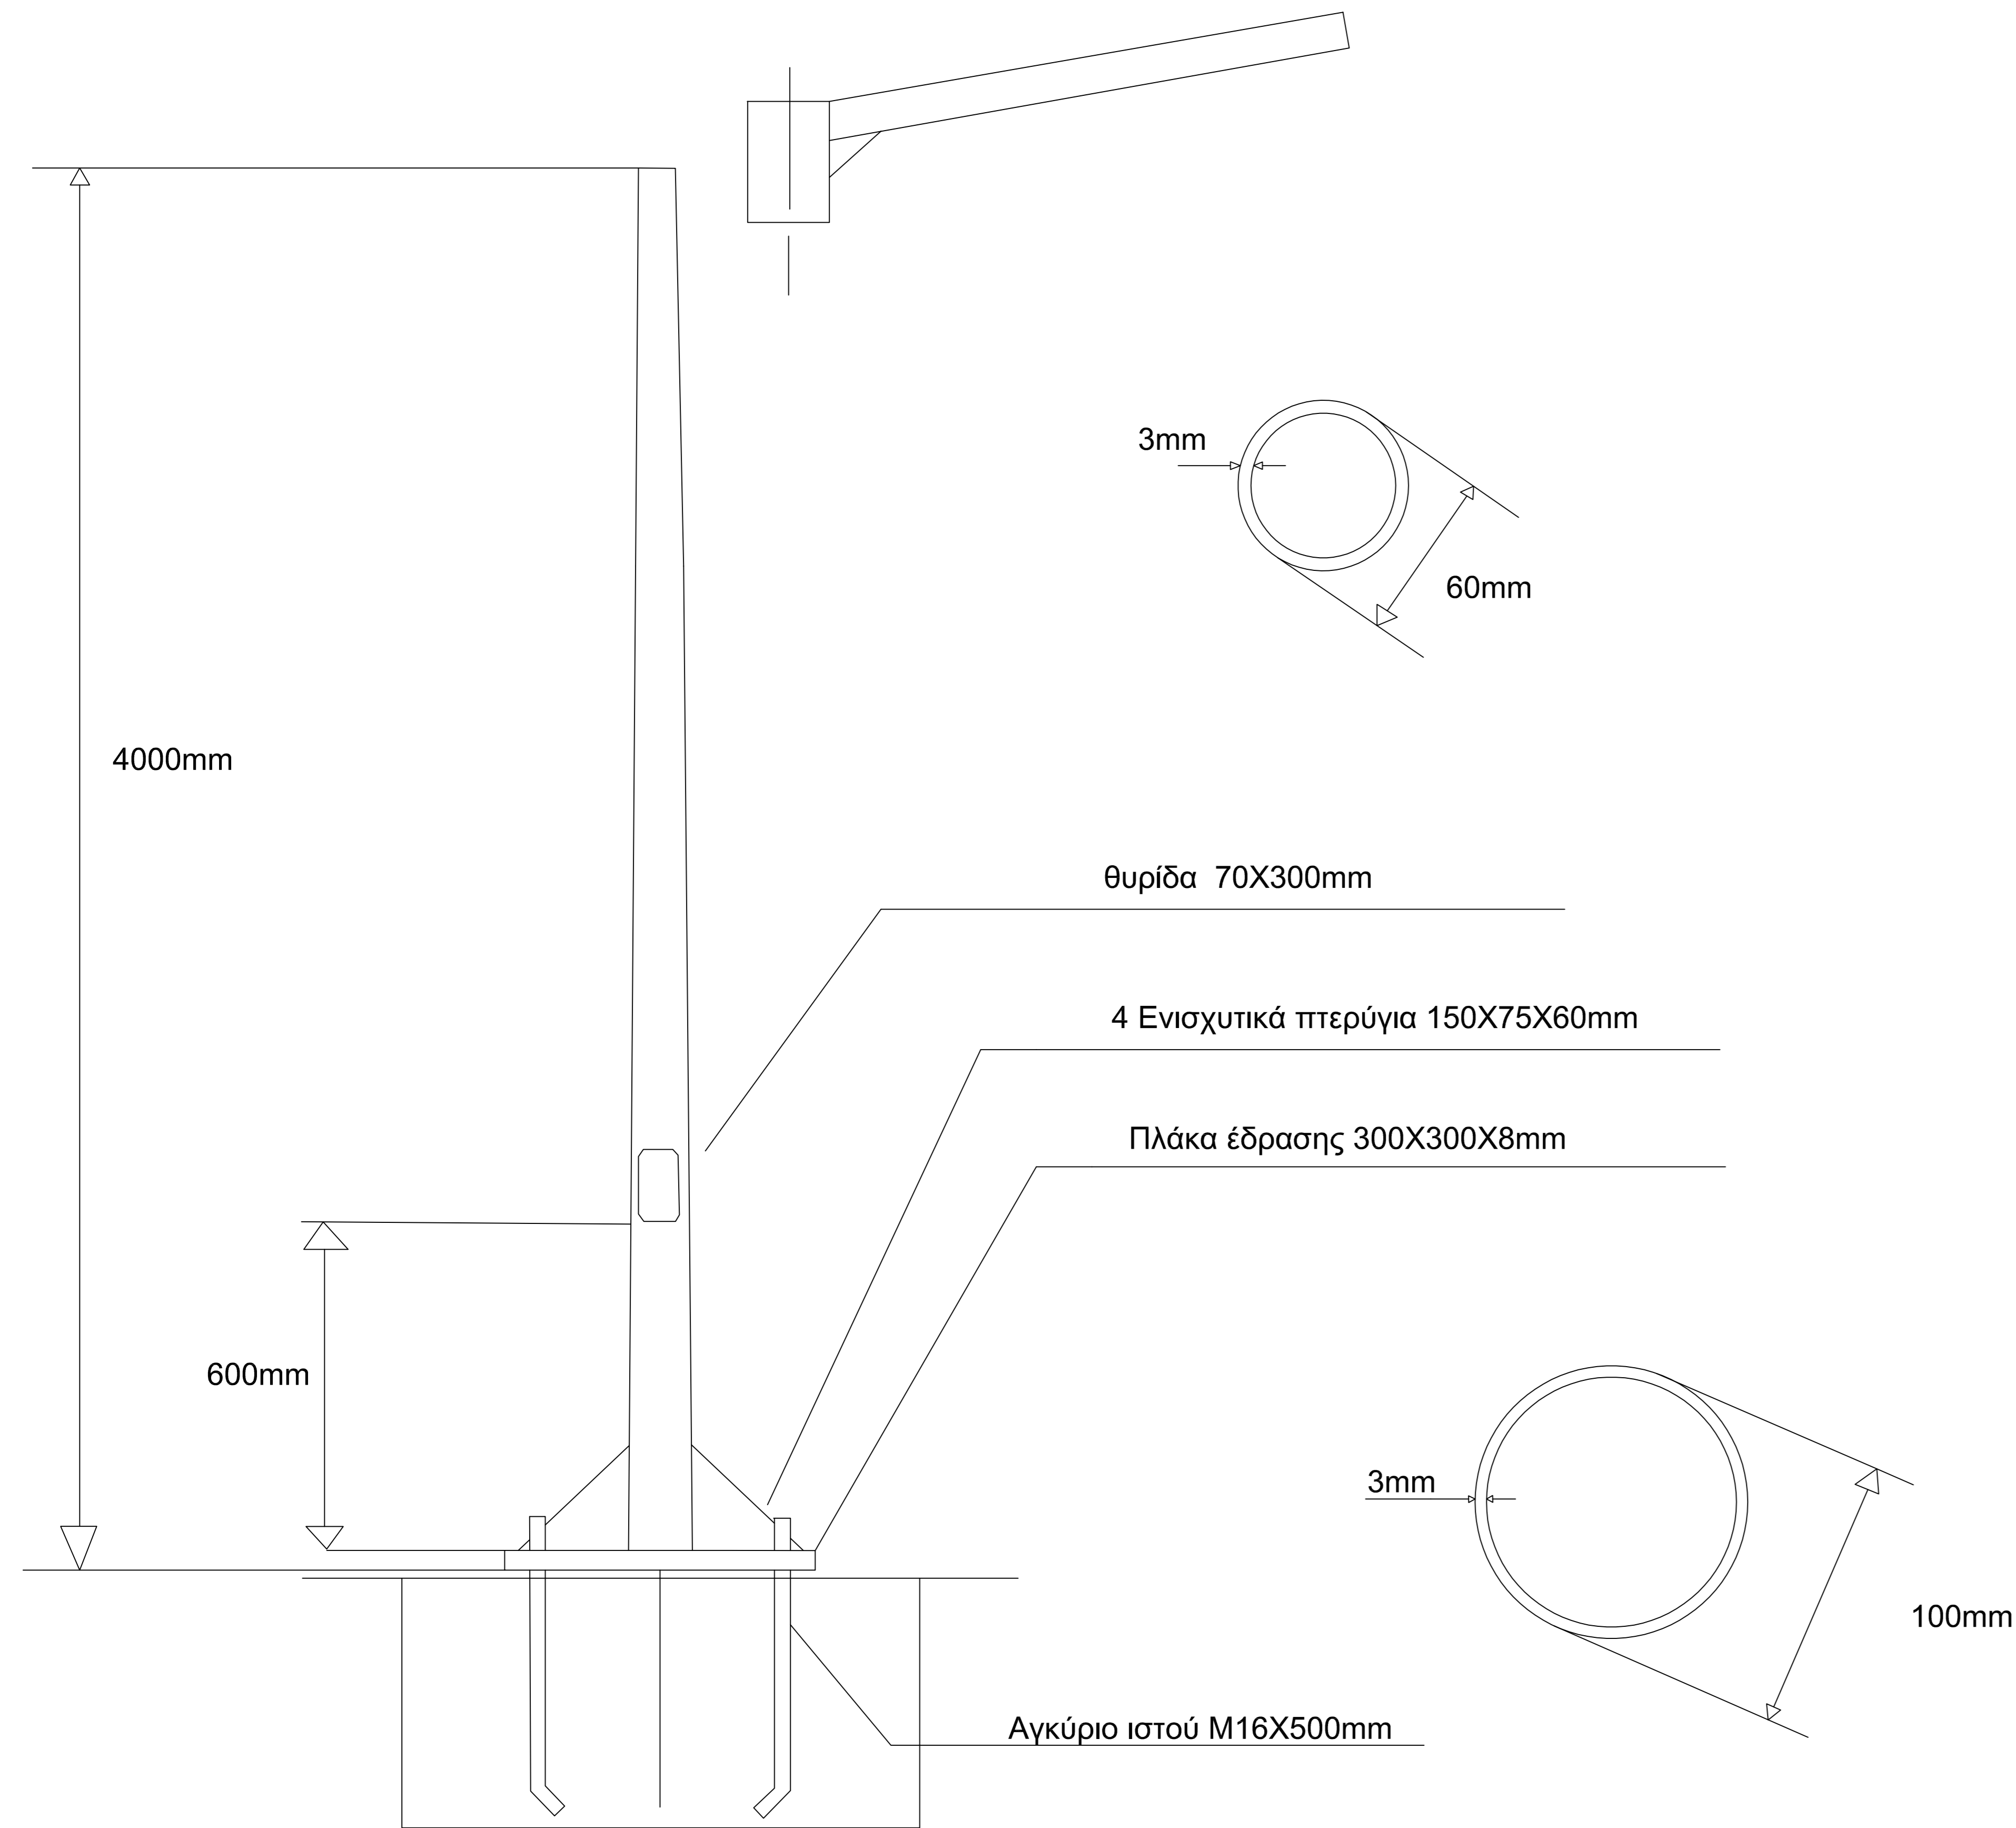 3mm
60mm
4000mm
θυρίδα 70X300mm
4 Ενισχυτικά πτερύγια 150X75X60mm
Πλάκα έδρασης 300X300X8mm
600mm
3mm
100mm
Αγκύριο ιστού M16X500mm